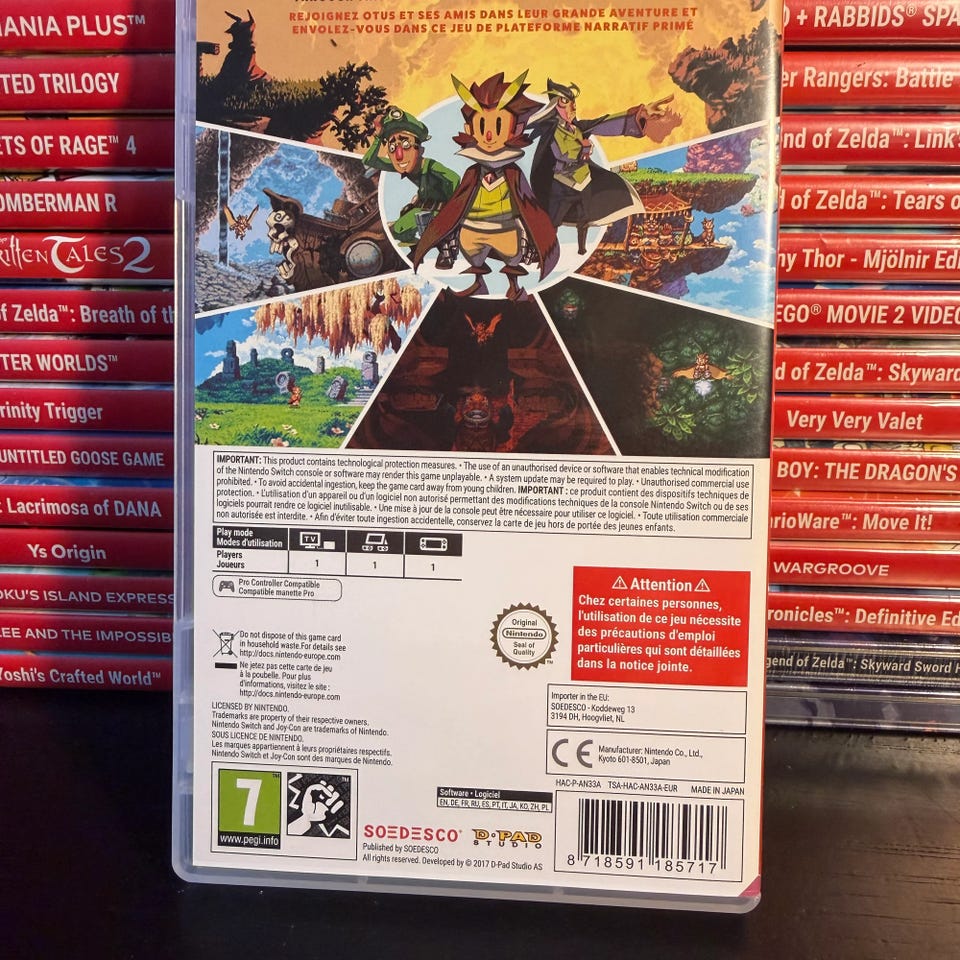 REJOIGNEZ OTUS ET SES AMIS DANS LEUR GRANDE AVENTURE ET
ENVOLEZ-VOUS DANS CE JEU DE PLATEFORME NARRATIF PRIMÉ
IMPORTANT: This product contains technological protection measures. • The use of an unauthorised device or software that enables technical modification
of the Nintendo Switch console or software may render this game unplayable. • A system update may be required to play. • Unauthorised commercial use
prohibited. • To avoid accidental ingestion, keep the game card away from young children. IMPORTANT : ce produit contient des dispositifs techniques de
protection. • L'utilisation d'un appareil ou d'un logiciel non autorisé permettant des modifications techniques de la console Nintendo Switch ou de ses
logiciels pourrait rendre ce logiciel inutilisable. • Une mise à jour de la console peut être nécessaire pour utiliser ce logiciel. • Toute utilisation commerciale
non autorisée est interdite. • Afin d'éviter toute ingestion accidentelle, conservez la carte de jeu hors de portée des jeunes enfants.
Play mode
Modes d'utilisation
TV
Players
Joueurs
1 1 1
Pro Controller Compatible
Compatible manette Pro
Do not dispose of this game card
in household waste.For details see
http://docs.nintendo-europe.com
Ne jetez pas cette carte de jeu
à la poubelle. Pour plus
d'informations, visitez le site :
http://docs.nintendo-europe.com
LICENSED BY NINTENDO.
Trademarks are property of their respective owners.
Nintendo Switch and Joy-Con are trademarks of Nintendo.
SOUS LICENCE DE NINTENDO.
Les marques appartiennent à leurs propriétaires respectifs.
Nintendo Switch et Joy-Con sont des marques de Nintendo.
Original
Nintendo
Seal of
Quality
TM
⚠ Attention ⚠
Chez certaines personnes,
l'utilisation de ce jeu nécessite
des précautions d'emploi
particulières qui sont détaillées
dans la notice jointe.
Importer in the EU:
SOEDESCO - Koddeweg 13
3194 DH, Hoogvliet, NL
CE
Manufacturer: Nintendo Co., Ltd.,
Kyoto 601-8501, Japan
HAC-P-AN33A TSA-HAC-AN33A-EUR MADE IN JAPAN
7
www.pegi.info
Software • Logiciel
EN, DE, FR, RU, ES, PT, IT, JA, KO, ZH, PL
SOEDESCO®
D-PAD
STUDIO
Published by SOEDESCO
All rights reserved. Developed by © 2017 D-Pad Studio AS
8 718591 185717
MANIA PLUS™
TED TRILOGY
ETS OF RAGE™ 4
OMBERMAN R
TALES 2
of Zelda™: Breath of th
TER WORLDS™
rinity Trigger
UNTITLED GOOSE GAME
Lacrimosa of DANA
Ys Origin
OKU'S ISLAND EXPRESS
LEE AND THE IMPOSSIB
Yoshi's Crafted World™
+ RABBIDS® SPA
er Rangers: Battle
end of Zelda™: Link's
d of Zelda™: Tears o
ny Thor - Mjölnir Edi
EGO® MOVIE 2 VIDEO
d of Zelda™: Skyward
Very Very Valet
BOY: THE DRAGON'S
arioWare™: Move It!
WARGROOVE
ronicles™: Definitive Ed
gend of Zelda™: Skyward Sword H